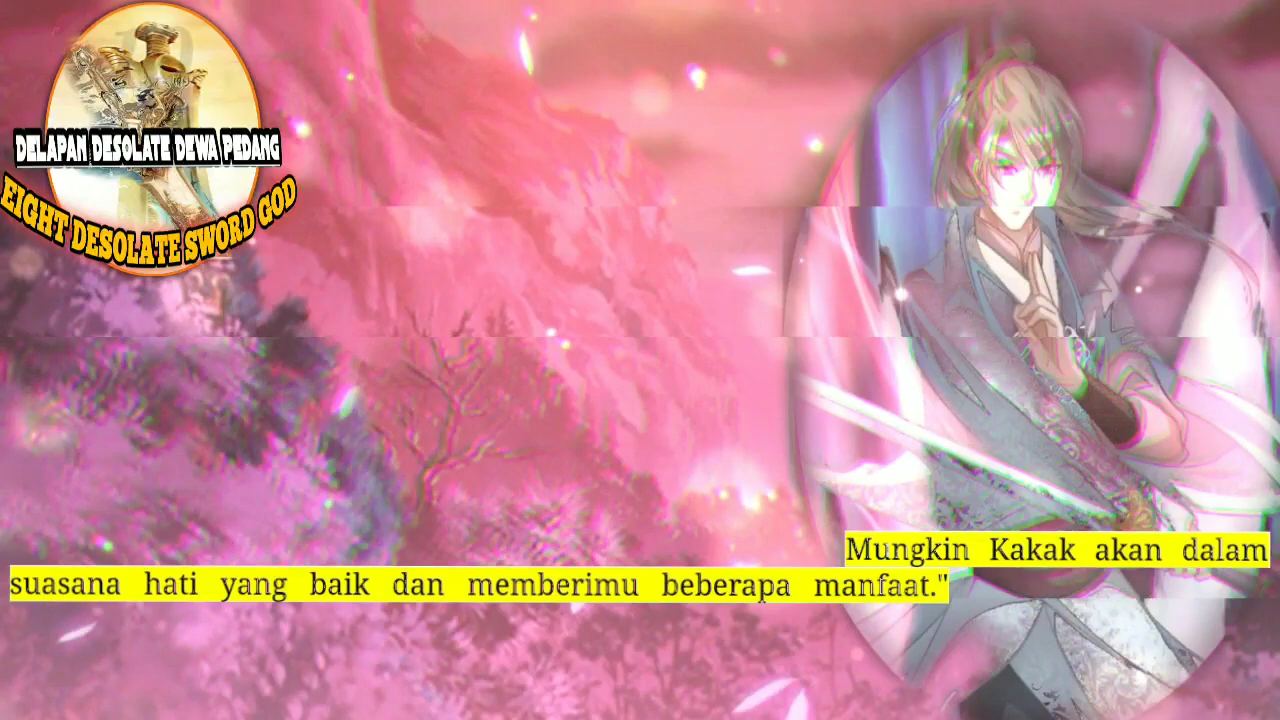 DELAPAN DESOLATE DEWA PEDANG
EIGHT DESOLATE SWORD GOD
Mungkin Kakak akan dalam
suasana hati yang baik dan memberimu beberapa manfaat."